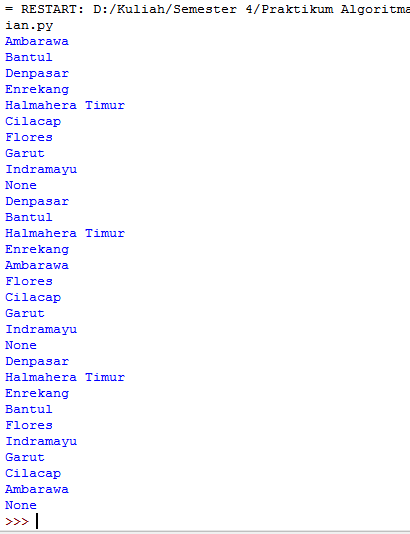 = RESTART: D:/Kuliah/Semester 4/Praktikum Algoritma
ian.py
Ambarawa
Bantul
Denpasar
Enrekang
Halmahera Timur
Cilacap
Flores
Garut
Indramayu
None
Denpasar
Bantul
Halmahera Timur
Enrekang
Ambarawa
Flores
Cilacap
Garut
Indramayu
None
Denpasar
Halmahera Timur
Enrekang
Bantul
Flores
Indramayu
Garut
Cilacap
Ambarawa
None
>>>